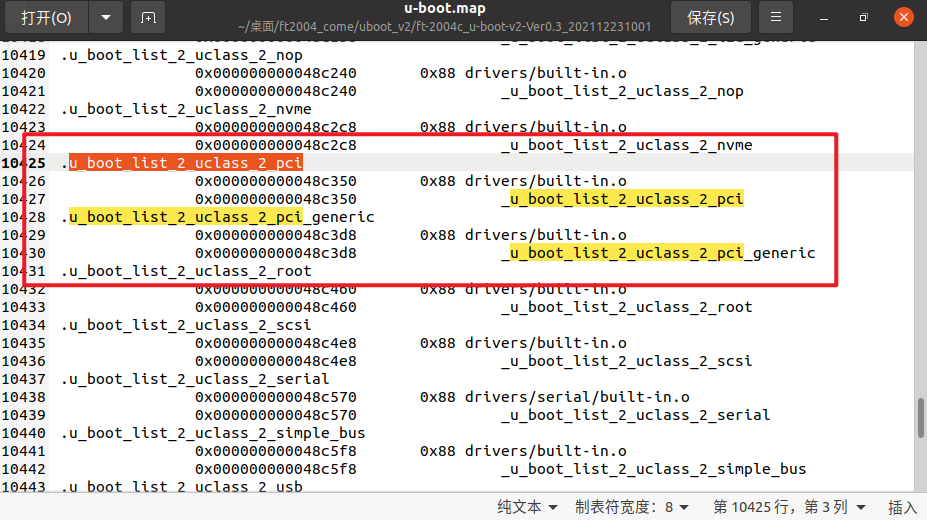 打开(O)
u-boot.map
~/桌面/ft2004_come/uboot_v2/ft-2004c_u-boot-v2-Ver0.3_202112231001
保存(S)
10419 .u_boot_list_2_uclass_2_nop
10420 0x000000000048c240 0x88 drivers/built-in.o
10421 0x000000000048c240 _u_boot_list_2_uclass_2_nop
10422 .u_boot_list_2_uclass_2_nvme
10423 0x000000000048c2c8 0x88 drivers/built-in.o
10424 0x000000000048c2c8 _u_boot_list_2_uclass_2_nvme
10425 .u_boot_list_2_uclass_2_pci
10426 0x000000000048c350 0x88 drivers/built-in.o
10427 0x000000000048c350 _u_boot_list_2_uclass_2_pci
10428 .u_boot_list_2_uclass_2_pci_generic
10429 0x000000000048c3d8 0x88 drivers/built-in.o
10430 0x000000000048c3d8 _u_boot_list_2_uclass_2_pci_generic
10431 .u_boot_list_2_uclass_2_root
10432 0x000000000048c460 0x88 drivers/built-in.o
10433 0x000000000048c460 _u_boot_list_2_uclass_2_root
10434 .u_boot_list_2_uclass_2_scsi
10435 0x000000000048c4e8 0x88 drivers/built-in.o
10436 0x000000000048c4e8 _u_boot_list_2_uclass_2_scsi
10437 .u_boot_list_2_uclass_2_serial
10438 0x000000000048c570 0x88 drivers/serial/built-in.o
10439 0x000000000048c570 _u_boot_list_2_uclass_2_serial
10440 .u_boot_list_2_uclass_2_simple_bus
10441 0x000000000048c5f8 0x88 drivers/built-in.o
10442 0x000000000048c5f8 _u_boot_list_2_uclass_2_simple_bus
10443 .u_boot_list_2_uclass_2_usb
纯文本 制表符宽度：8 第 10425 行，第 3 列 插入